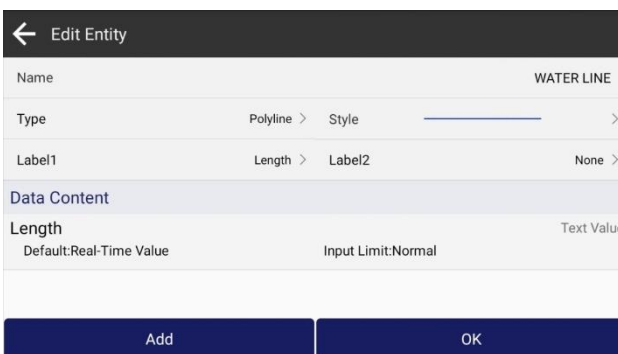 Edit Entity
Name WATER LINE
Type Polyline > Style >
Label1 Length > Label2 None >
Data Content
Length Text Valu
Default:Real-Time Value Input Limit:Normal
Add OK